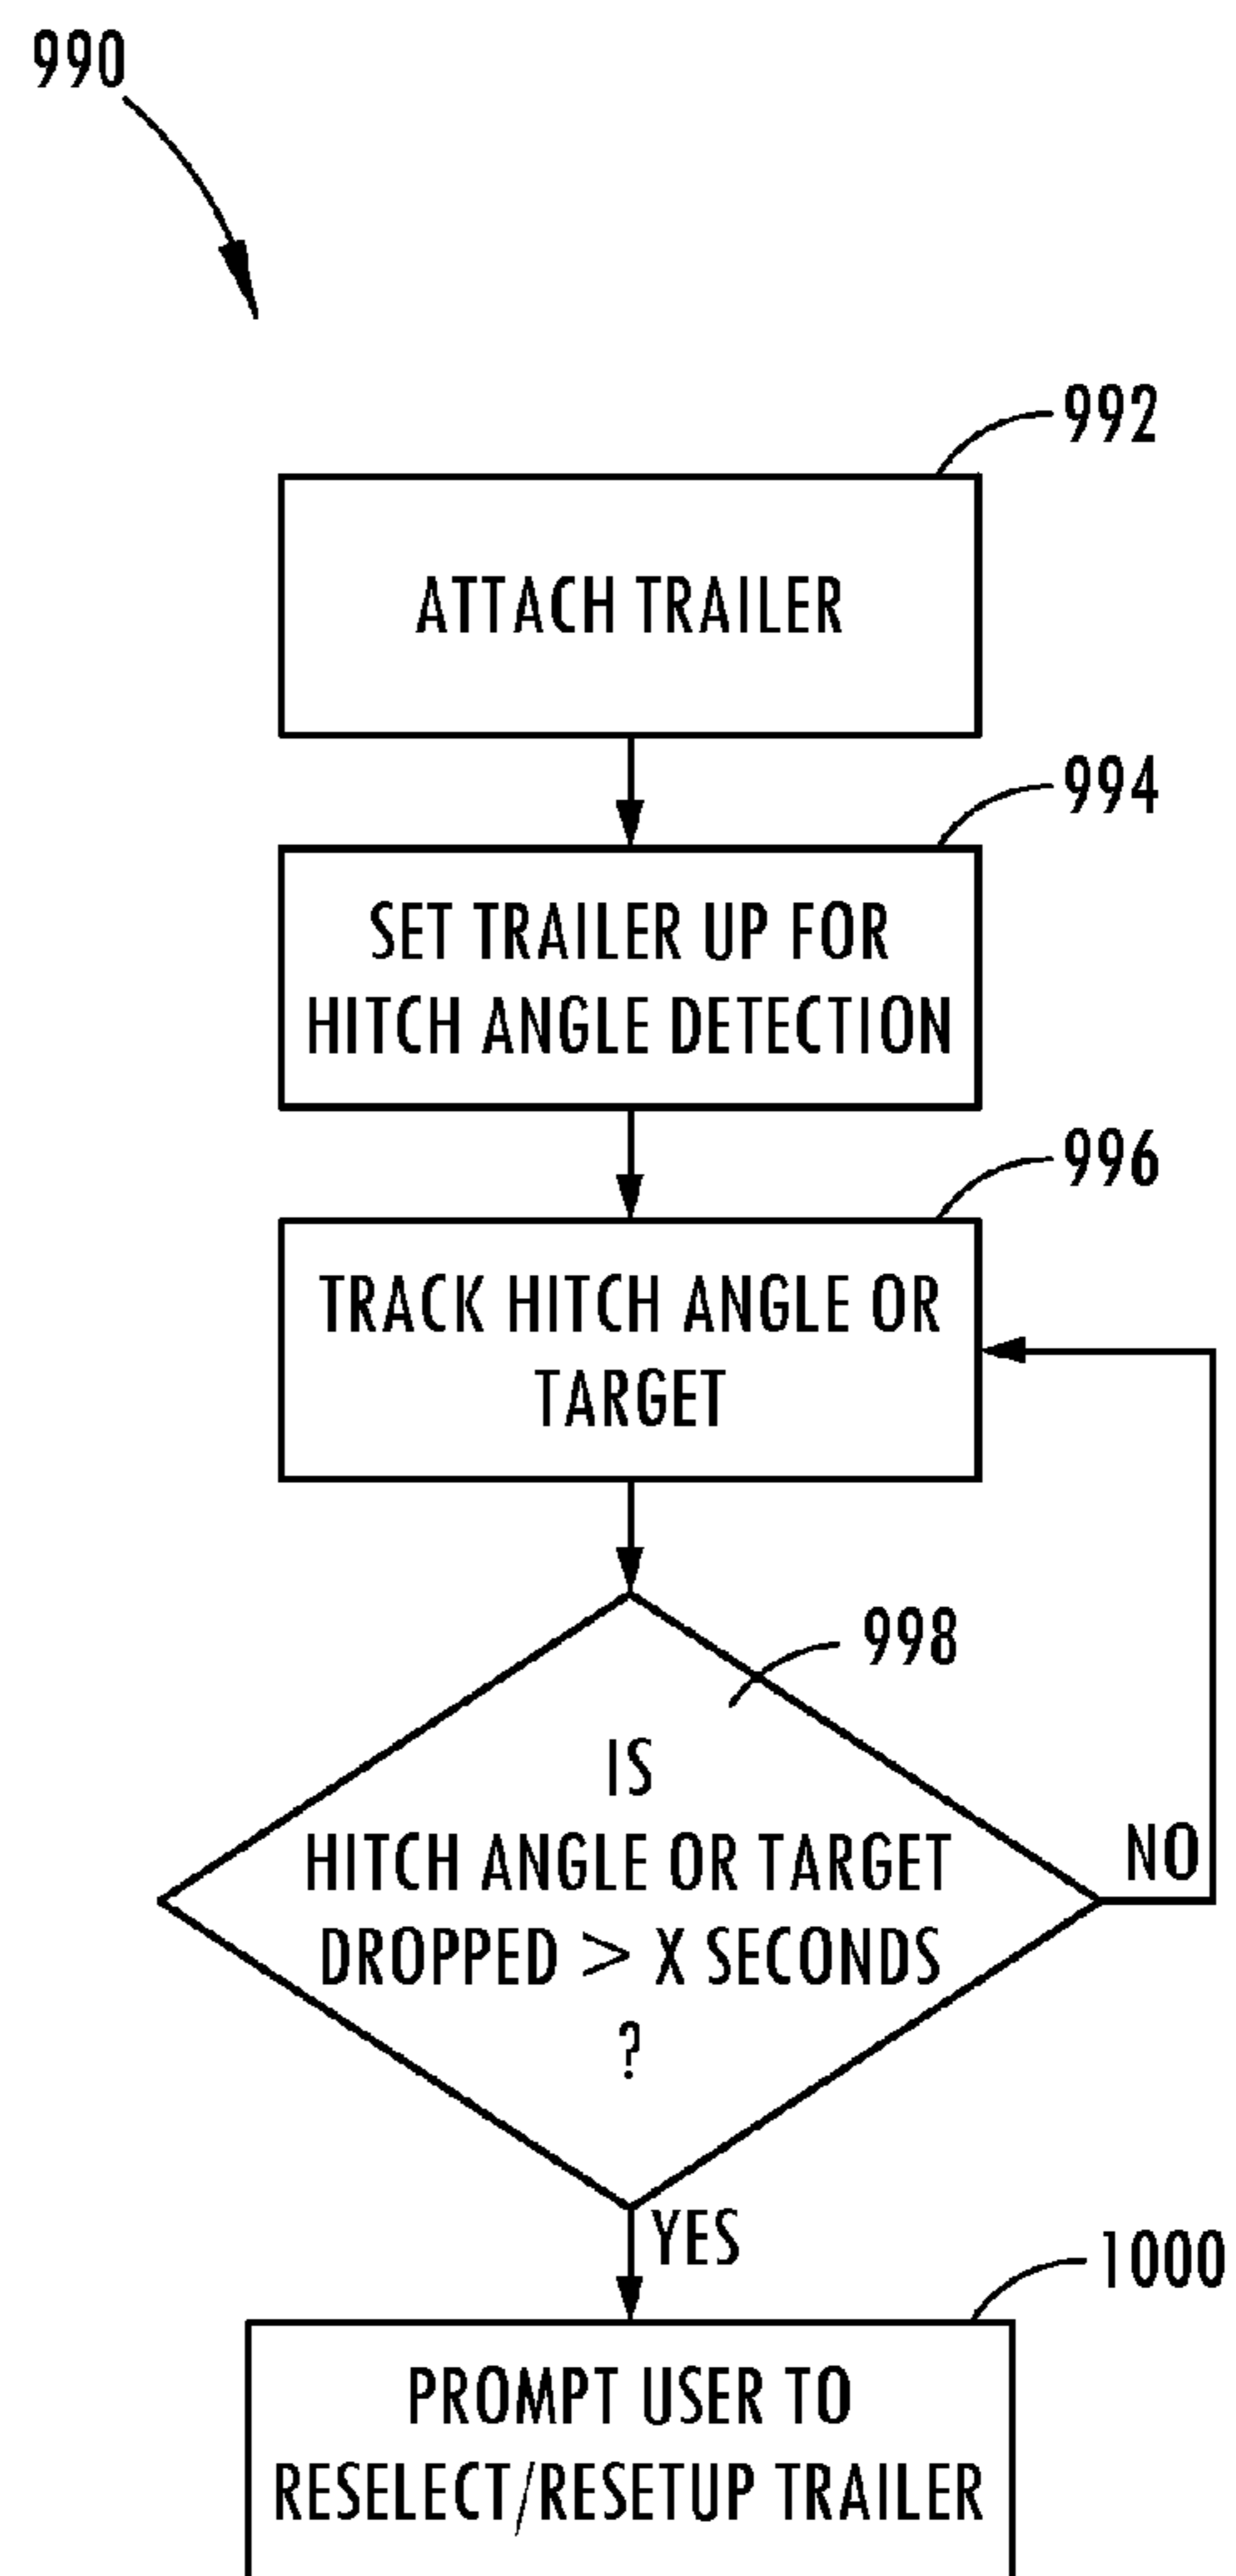 990
992
ATTACH TRAILER
994
SET TRAILER UP FOR
HITCH ANGLE DETECTION
996
TRACK HITCH ANGLE OR
TARGET
998
IS
HITCH ANGLE OR TARGET
DROPPED > X SECONDS
?
NO
YES
1000
PROMPT USER TO
RESELECT/RESETUP TRAILER